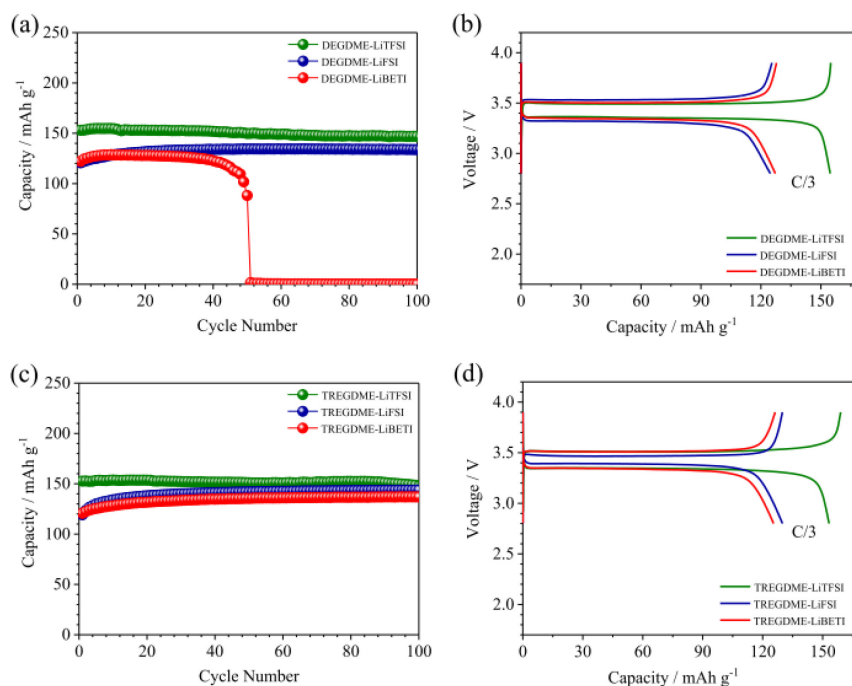 (a)
250
200
150
100
50
0
Capacity / mAh g⁻¹
0 20 40 60 80 100
Cycle Number
DEGDME-LiTFSI
DEGDME-LiFSI
DEGDME-LiBETI
(b)
4.0
3.5
3.0
2.5
2.0
Voltage / V
0 30 60 90 120 150
Capacity / mAh g⁻¹
C/3
DEGDME-LiTFSI
DEGDME-LiFSI
DEGDME-LiBETI
(c)
250
200
150
100
50
0
Capacity / mAh g⁻¹
0 20 40 60 80 100
Cycle Number
TREGDME-LiTFSI
TREGDME-LiFSI
TREGDME-LiBETI
(d)
4.0
3.5
3.0
2.5
2.0
Voltage / V
0 30 60 90 120 150
Capacity / mAh g⁻¹
C/3
TREGDME-LiTFSI
TREGDME-LiFSI
TREGDME-LiBETI